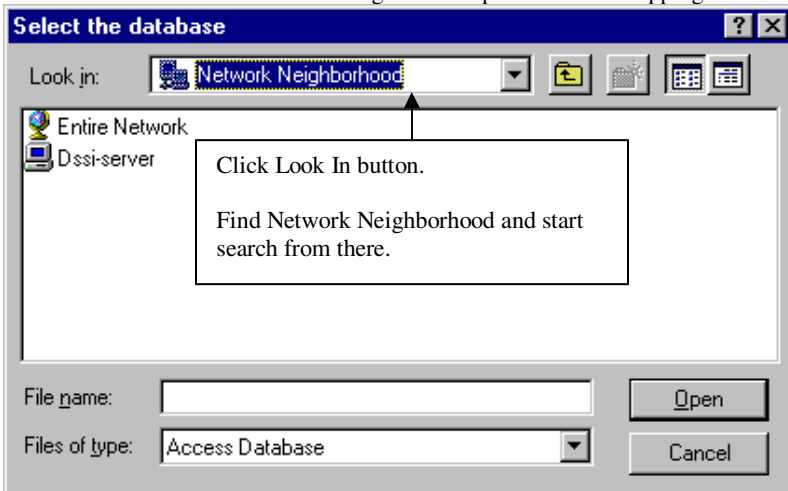 Select the database
Look in: Network Neighborhood
Entire Network
Dssi-server
Click Look In button.
Find Network Neighborhood and start
search from there.
File name:
Open
Files of type: Access Database
Cancel